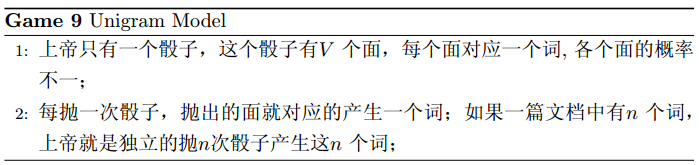 Game 9 Unigram Model
1: 上帝只有一个骰子，这个骰子有V 个面，每个面对应一个词, 各个面的概率
不一；
2: 每抛一次骰子，抛出的面就对应的产生一个词；如果一篇文档中有n 个词，
上帝就是独立的抛n次骰子产生这n 个词；